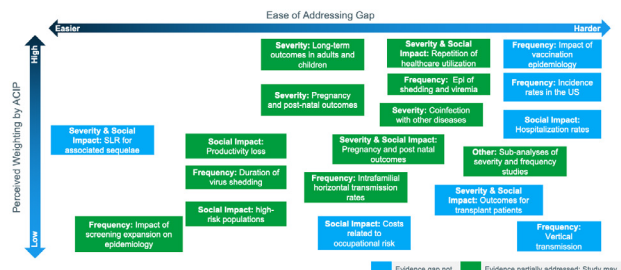 Ease of Addressing Gap
Easier
Harder
Perceived Weighting by ACIP
High
Low
Severity: Long-term
outcomes in adults and
children
Severity & Social
Impact: Repetition of
healthcare utilization
Frequency: Impact of
vaccination
epidemiology
Frequency: Epi of
shedding and viremia
Frequency: Incidence
rates in the US
Severity: Pregnancy
and post-natal outcomes
Severity: Coinfection
with other diseases
Social Impact:
Hospitalization rates
Severity & Social
Impact: SLR for
associated sequelae
Social Impact:
Productivity loss
Severity & Social Impact:
Pregnancy and post natal
outcomes
Other: Sub-analyses of
severity and frequency
studies
Frequency: Duration of
virus shedding
Frequency: Intrafamilial
horizontal transmission
rates
Severity & Social
Impact: Outcomes for
transplant patients
Social Impact:
high-risk populations
Frequency: Impact of
screening expansion on
epidemiology
Social Impact: Costs
related to
occupational risk
Frequency:
Vertical
transmission
Evidence gap not
Evidence partially addressed; Study may